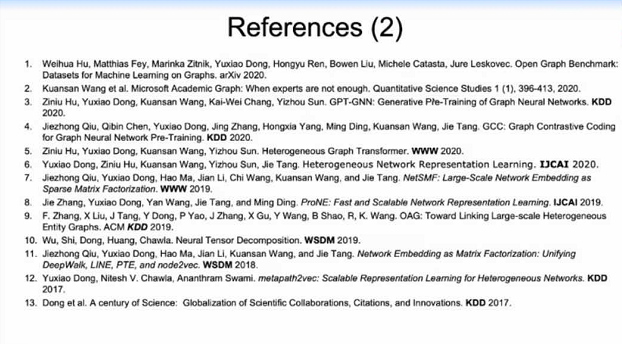 References (2)
1. Weihua Hu, Matthias Fey, Marinka Zitnik, Yuxiao Dong, Hongyu Ren, Bowen Liu, Michele Catasta, Jure Leskovec. Open Graph Benchmark:
Datasets for Machine Learning on Graphs. arXiv 2020.
2. Kuansan Wang et al. Microsoft Academic Graph: When experts are not enough. Quantitative Science Studies 1 (1), 396-413, 2020.
3. Ziniu Hu, Yuxiao Dong, Kuansan Wang, Kai-Wei Chang, Yizhou Sun. GPT-GNN: Generative Pre-Training of Graph Neural Networks. KDD
2020.
4. Jiezhong Qiu, Qibin Chen, Yuxiao Dong, Jing Zhang, Hongxia Yang, Ming Ding, Kuansan Wang, Jie Tang. GCC: Graph Contrastive Coding
for Graph Neural Network Pre-Training. KDD 2020.
5. Ziniu Hu, Yuxiao Dong, Kuansan Wang, Yizhou Sun. Heterogeneous Graph Transformer. WWW 2020.
6. Yuxiao Dong, Ziniu Hu, Kuansan Wang, Yizhou Sun, Jie Tang. Heterogeneous Network Representation Learning. IJCAI 2020.
7. Jiezhong Qiu, Yuxiao Dong, Hao Ma, Jian Li, Chi Wang, Kuansan Wang, and Jie Tang. NetSMF: Large-Scale Network Embedding as
Sparse Matrix Factorization. WWW 2019.
8. Jie Zhang, Yuxiao Dong, Yan Wang, Jie Tang, and Ming Ding. ProNE: Fast and Scalable Network Representation Learning. IJCAI 2019.
9. F. Zhang, X Liu, J Tang, Y Dong, P Yao, J Zhang, X Gu, Y Wang, B Shao, R, K. Wang. OAG: Toward Linking Large-scale Heterogeneous
Entity Graphs. ACM KDD 2019.
10. Wu, Shi, Dong, Huang, Chawla. Neural Tensor Decomposition. WSDM 2019.
11. Jiezhong Qiu, Yuxiao Dong, Hao Ma, Jian Li, Kuansan Wang, and Jie Tang. Network Embedding as Matrix Factorization: Unifying
DeepWalk, LINE, PTE, and node2vec. WSDM 2018.
12. Yuxiao Dong, Nitesh V. Chawla, Ananthram Swami. metapath2vec: Scalable Representation Learning for Heterogeneous Networks. KDD
2017.
13. Dong et al. A century of Science: Globalization of Scientific Collaborations, Citations, and Innovations. KDD 2017.